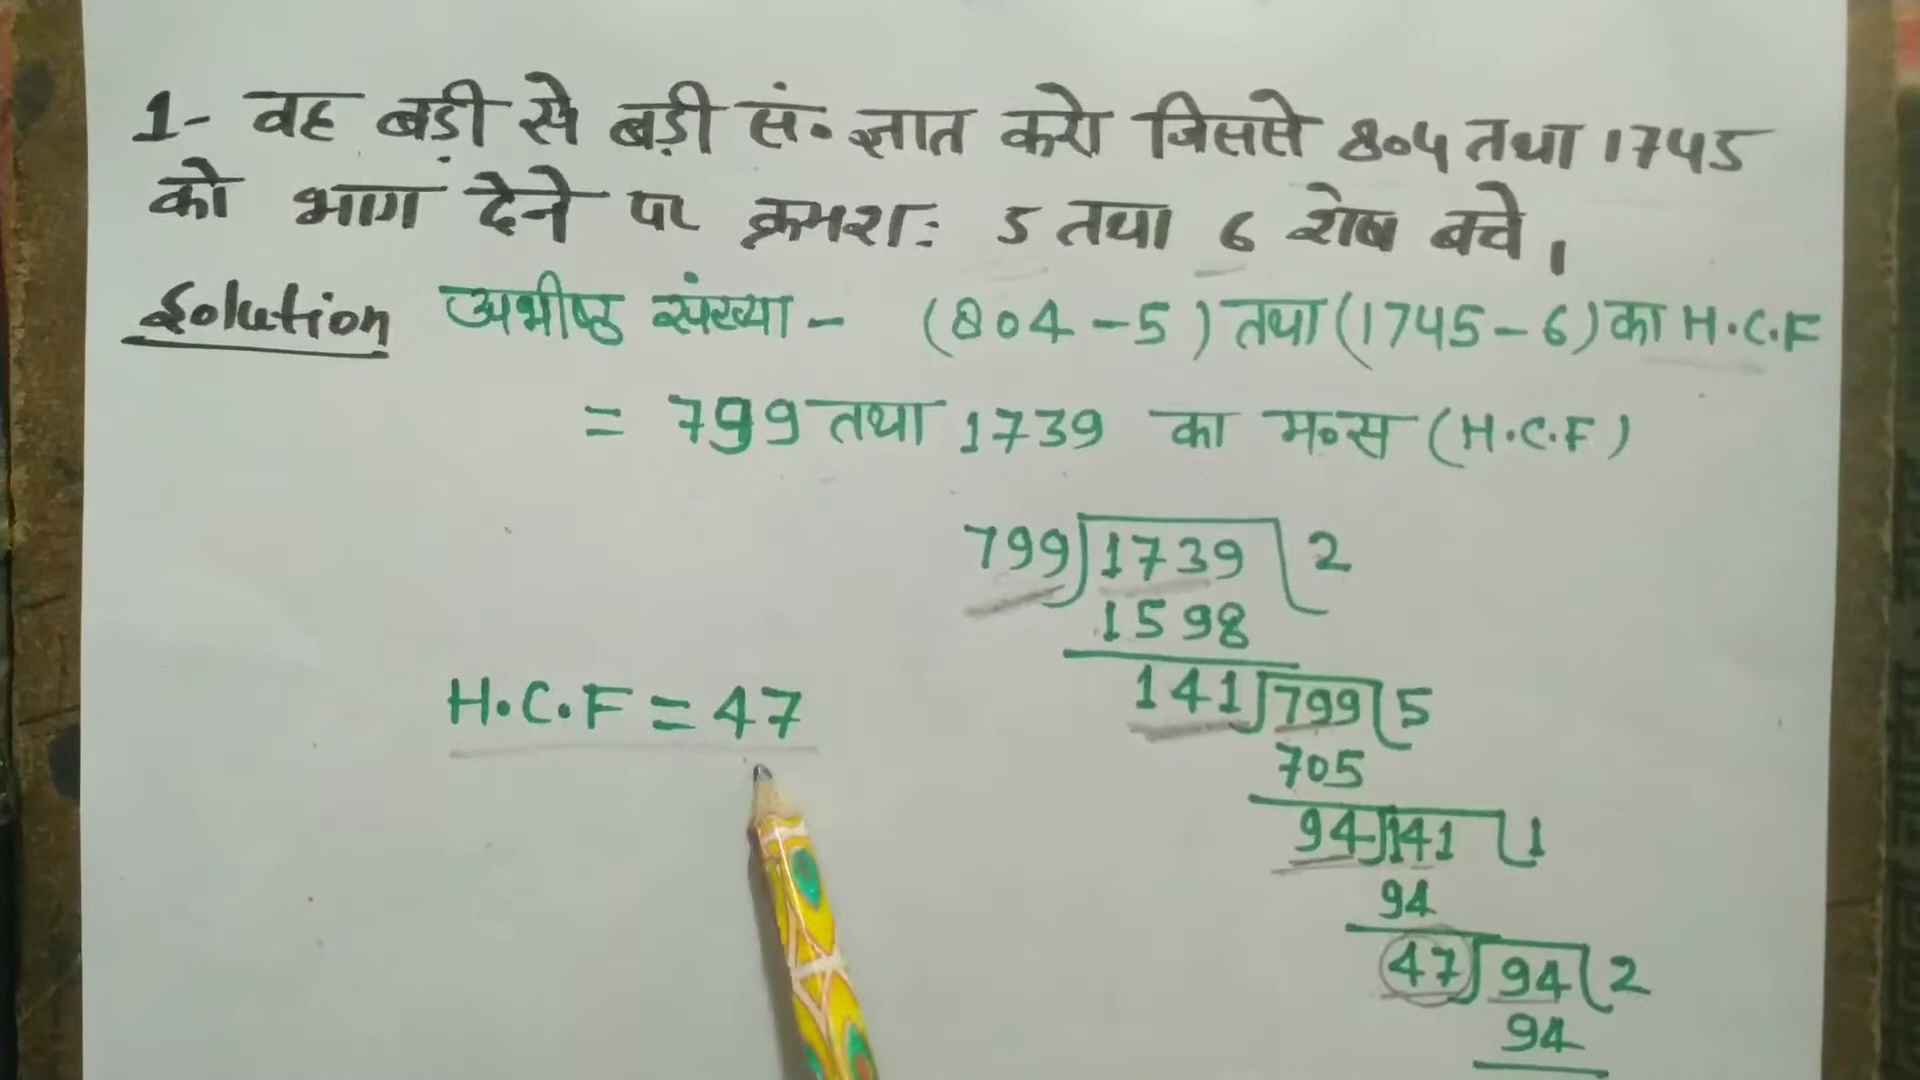 1- वह बड़ी से बड़ी सं॰ ज्ञात करो जिससे 804 तथा 1745
को भाग देने पर क्रमशः 5 तथा 6 शेष बचे।
Solution अभीष्ठ संख्या - (804-5) तथा (1745-6) का H.C.F
= 799 तथा 1739 का म॰स (H.C.F)
799)1739(2
1598
141)799(5
705
H.C.F = 47
94)141(1
94
47)94(2
94